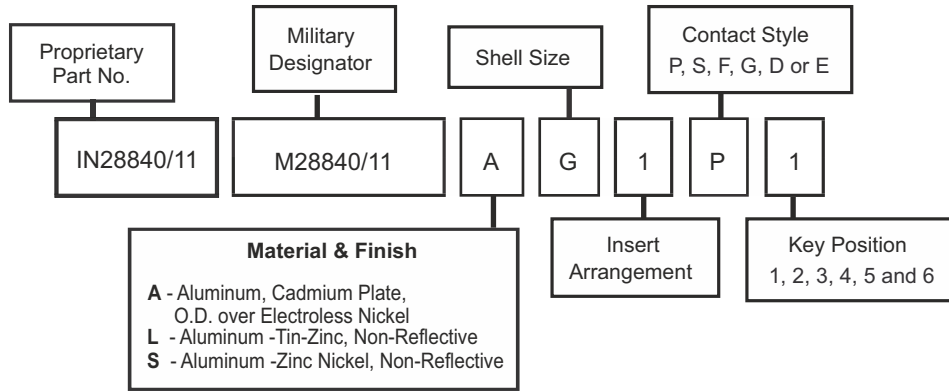 Proprietary
Part No.
Military
Designator
Shell Size
Contact Style
P, S, F, G, D or E
IN28840/11
M28840/11
A
G
1
P
1
Material & Finish
A - Aluminum, Cadmium Plate,
O.D. over Electroless Nickel
L - Aluminum -Tin-Zinc, Non-Reflective
S - Aluminum -Zinc Nickel, Non-Reflective
Insert
Arrangement
Key Position
1, 2, 3, 4, 5 and 6